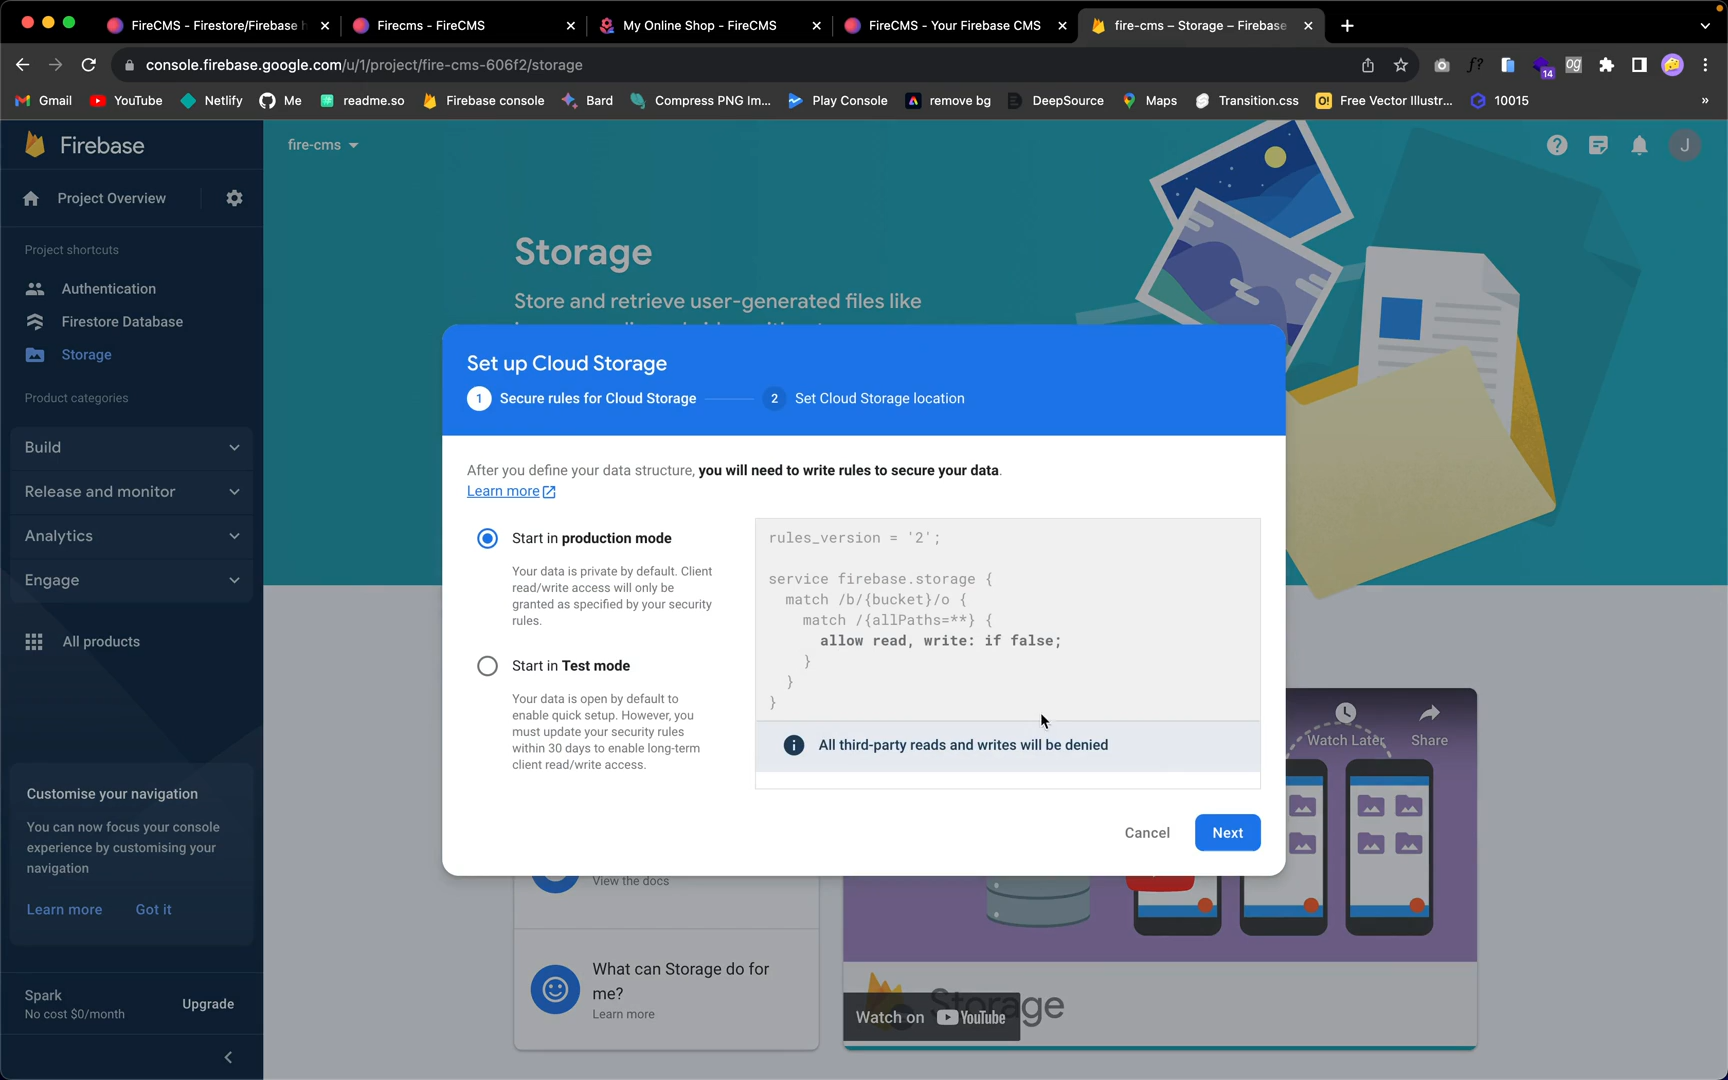 FireCMS - Firestore/Firebase h
Firecms - FireCMS
My Online Shop - FireCMS
FireCMS - Your Firebase CMS
fire-cms – Storage – Firebase
console.firebase.google.com/u/1/project/fire-cms-606f2/storage
f?
14
og
Gmail
YouTube
Netlify
Me
readme.so
Firebase console
Bard
Compress PNG Im...
Play Console
remove bg
DeepSource
Maps
Transition.css
Free Vector Illustr...
10015
»
Firebase
fire-cms
J
Project Overview
Project shortcuts
Authentication
Firestore Database
Storage
Product categories
Build
Release and monitor
Analytics
Engage
All products
Customise your navigation
You can now focus your console
experience by customising your
navigation
Learn more
Got it
Spark
No cost $0/month
Upgrade
Storage
Store and retrieve user-generated files like
Set up Cloud Storage
1 Secure rules for Cloud Storage
2 Set Cloud Storage location
After you define your data structure, you will need to write rules to secure your data.
Learn more
Start in production mode
Your data is private by default. Client
read/write access will only be
granted as specified by your security
rules.
Start in Test mode
Your data is open by default to
enable quick setup. However, you
must update your security rules
within 30 days to enable long-term
client read/write access.
rules_version = '2';
service firebase.storage {
match /b/{bucket}/o {
match /{allPaths=**} {
allow read, write: if false;
}
}
}
All third-party reads and writes will be denied
Cancel
Next
View the docs
What can Storage do for
me?
Learn more
Watch Later
Share
Storage
Watch on YouTube